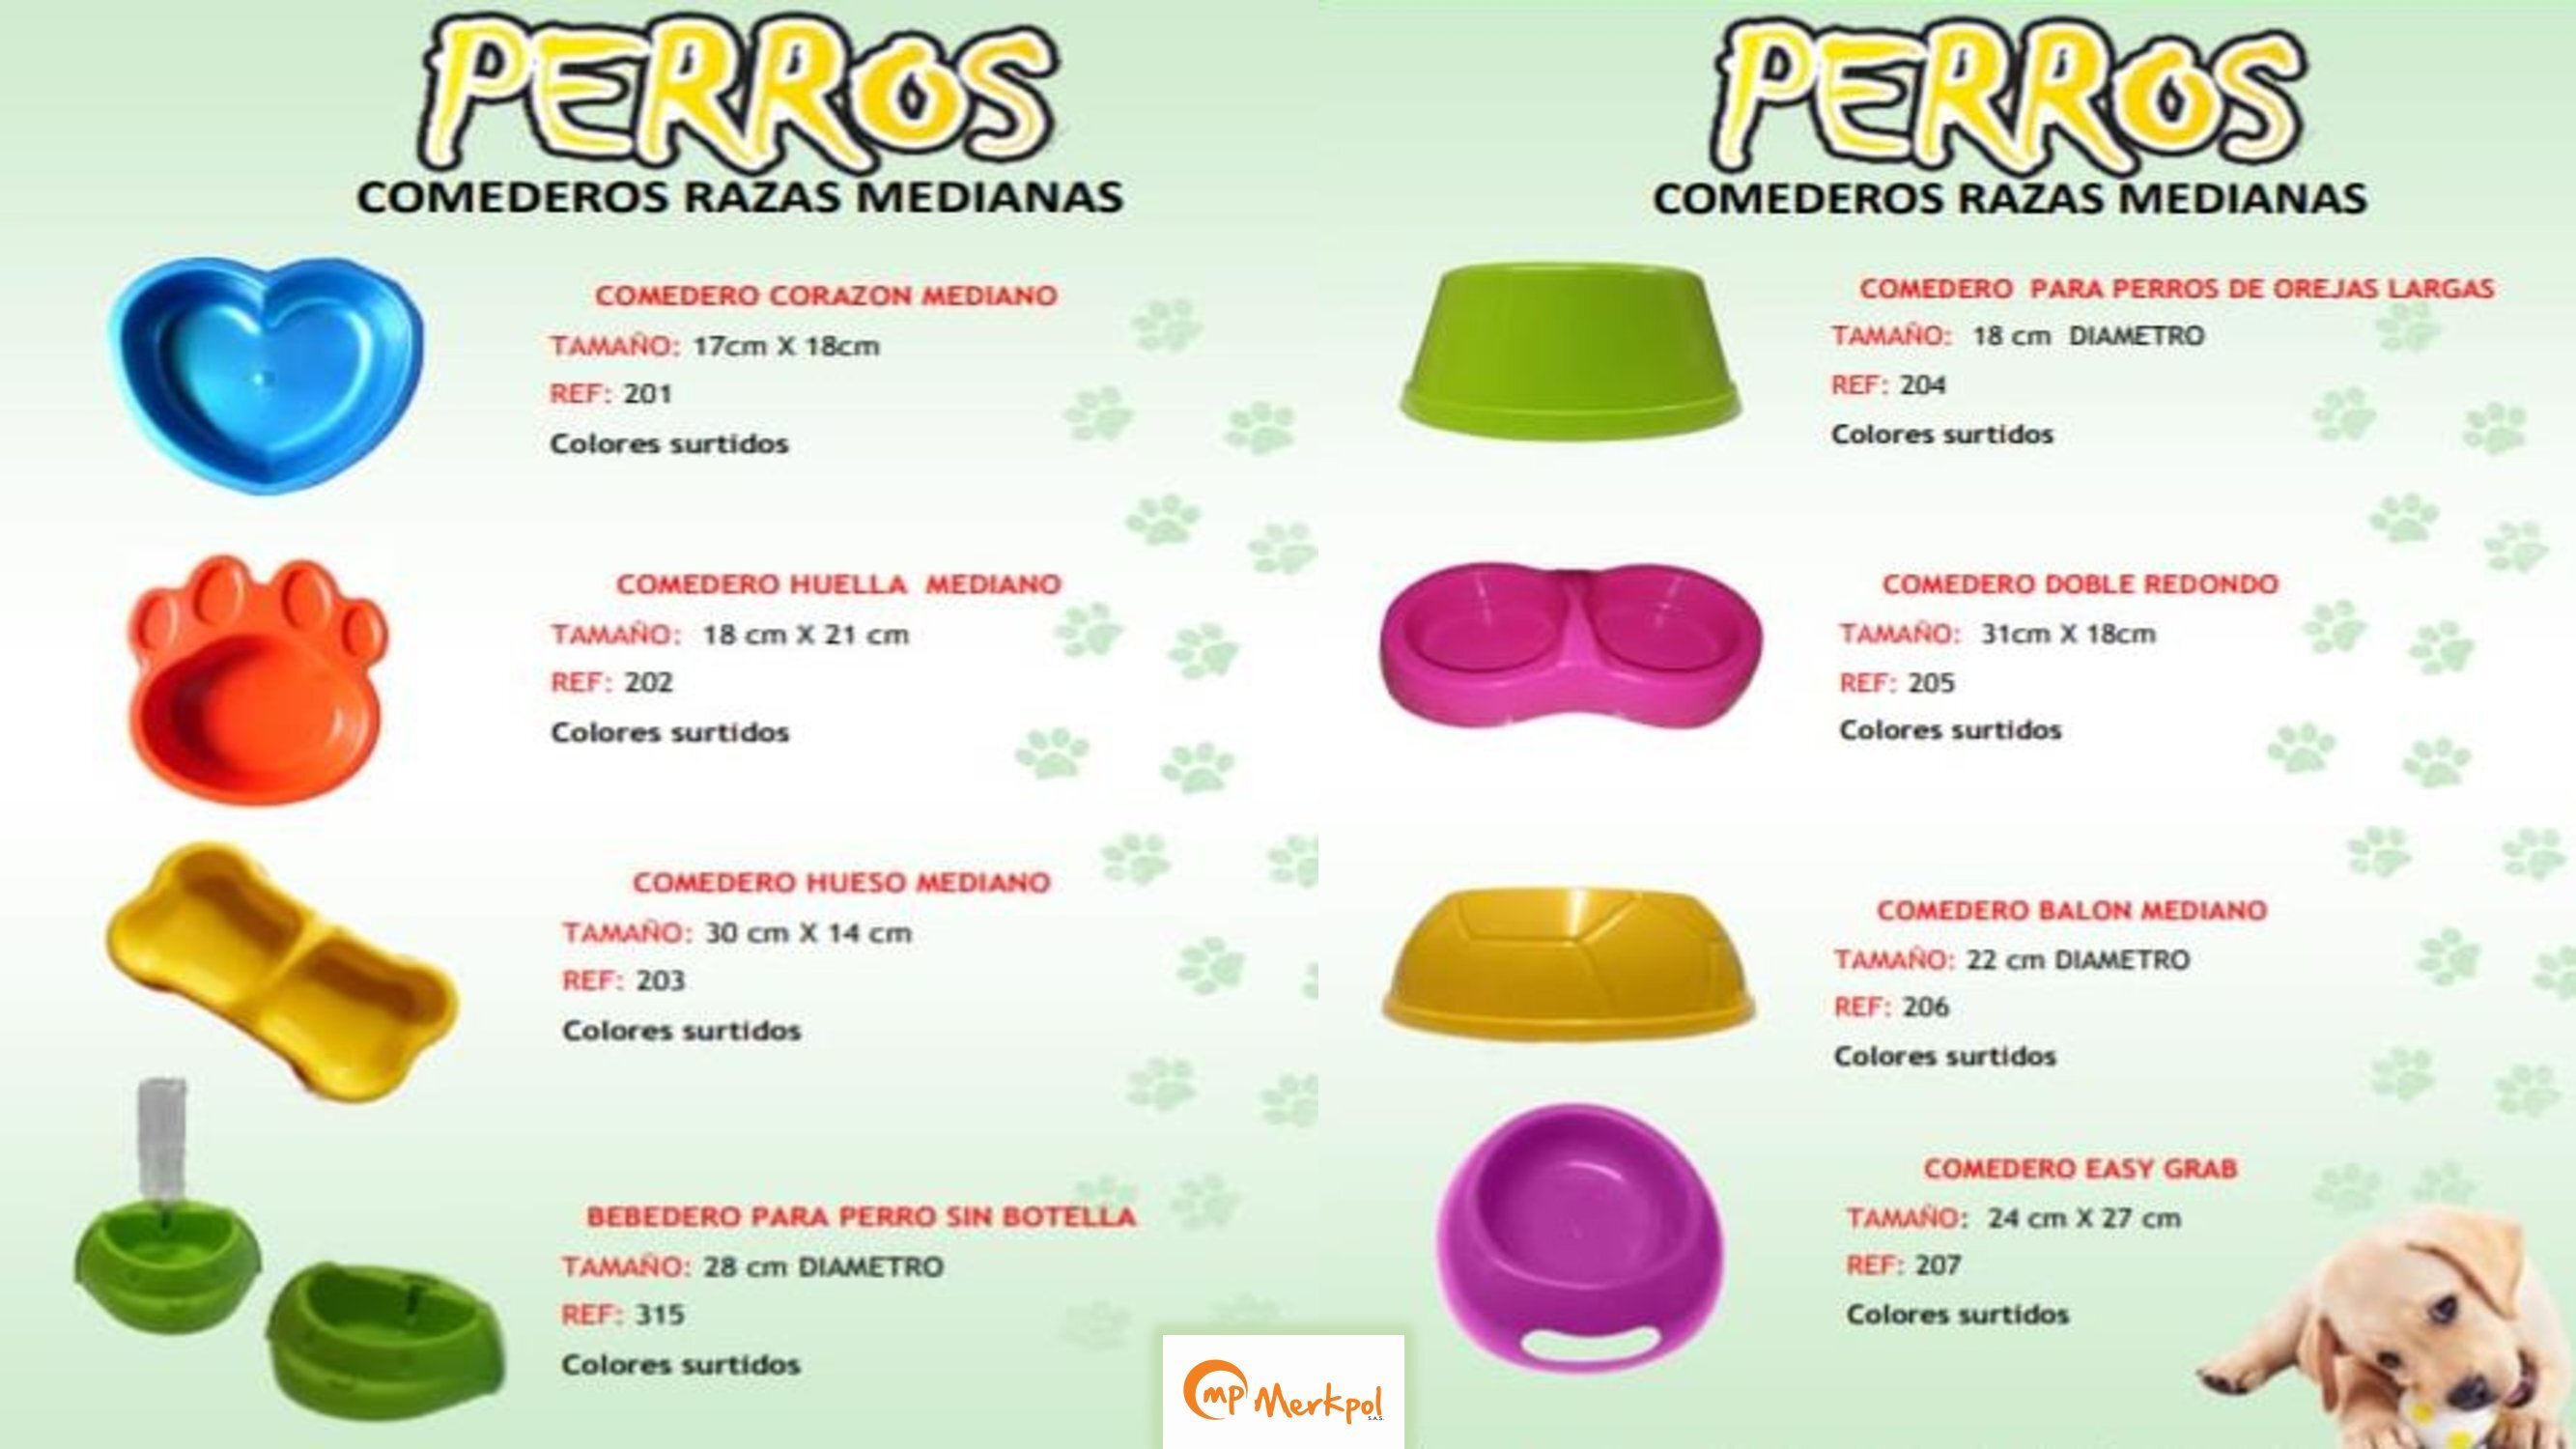 PERROS
COMEDEROS RAZAS MEDIANAS
COMEDERO CORAZON MEDIANO
TAMAÑO: 17cm X 18cm
REF: 201
Colores surtidos
COMEDERO HUELLA MEDIANO
TAMAÑO: 18 cm X 21 cm
REF: 202
Colores surtidos
COMEDERO HUESO MEDIANO
TAMAÑO: 30 cm X 14 cm
REF: 203
Colores surtidos
BEBEDERO PARA PERRO SIN BOTELLA
TAMAÑO: 28 cm DIAMETRO
REF: 315
Colores surtidos
PERROS
COMEDEROS RAZAS MEDIANAS
COMEDERO PARA PERROS DE OREJAS LARGAS
TAMAÑO: 18 cm DIAMETRO
REF: 204
Colores surtidos
COMEDERO DOBLE REDONDO
TAMAÑO: 31cm X 18cm
REF: 205
Colores surtidos
COMEDERO BALON MEDIANO
TAMAÑO: 22 cm DIAMETRO
REF: 206
Colores surtidos
COMEDERO EASY GRAB
TAMAÑO: 24 cm X 27 cm
REF: 207
Colores surtidos
mp Merkpol
S.A.S.